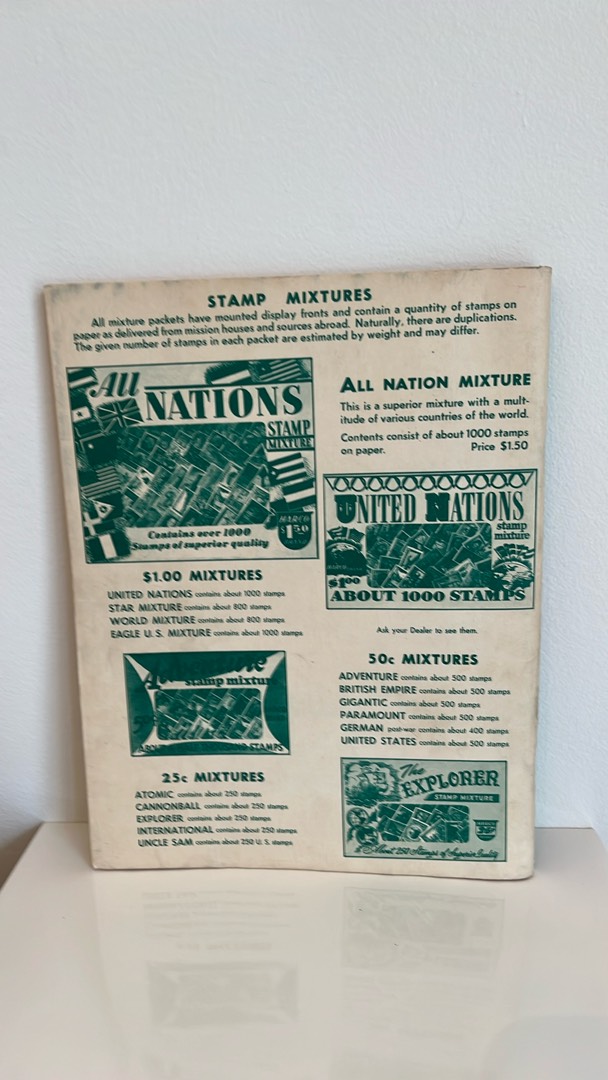 STAMP MIXTURES
All mixture packets have mounted display fronts and contain a quantity of stamps on
paper as delivered from mission houses and sources abroad. Naturally, there are duplications.
The given number of stamps in each packet are estimated by weight and may differ.
All
NATIONS
STAMP
MIXTURE
HARCO
$1.50
Contains over 1000
Stamps of superior quality
ALL NATION MIXTURE
This is a superior mixture with a mult-
itude of various countries of the world.
Contents consist of about 1000 stamps
on paper. Price $1.50
UNITED NATIONS
stamp
mixture
$1.00
ABOUT 1000 STAMPS
Ask your Dealer to see them.
$1.00 MIXTURES
UNITED NATIONS contains about 1000 stamps
STAR MIXTURE contains about 800 stamps
WORLD MIXTURE contains about 800 stamps
EAGLE U.S. MIXTURE contains about 1000 stamps
stamp mixture
STAMPS
50c MIXTURES
ADVENTURE contains about 500 stamps
BRITISH EMPIRE contains about 500 stamps
GIGANTIC contains about 500 stamps
PARAMOUNT contains about 500 stamps
GERMAN post-war contains about 400 stamps
UNITED STATES contains about 500 stamps
25c MIXTURES
ATOMIC contains about 250 stamps
CANNONBALL contains about 250 stamps
EXPLORER contains about 250 stamps
INTERNATIONAL contains about 250 stamps
UNCLE SAM contains about 250 U. S. stamps
The
EXPLORER
STAMP MIXTURE
About 250 Stamps of Superior Quality